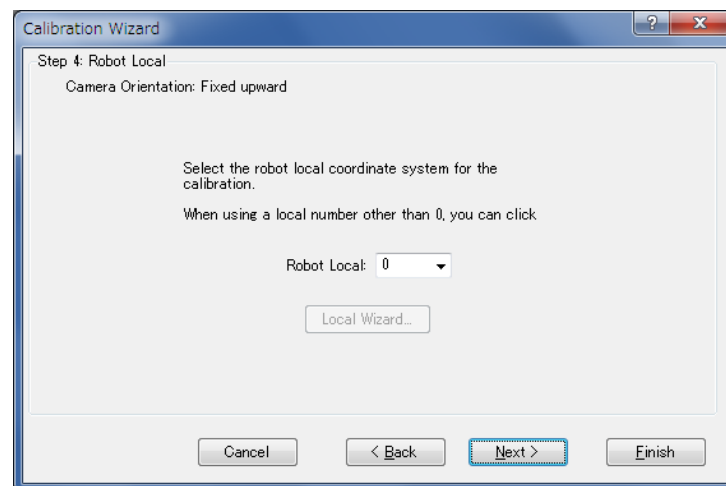 Calibration Wizard
?
X
Step 4: Robot Local
Camera Orientation: Fixed upward
Select the robot local coordinate system for the
calibration.
When using a local number other than 0, you can click
Robot Local: 0
Local Wizard...
Cancel
< Back
Next >
Finish